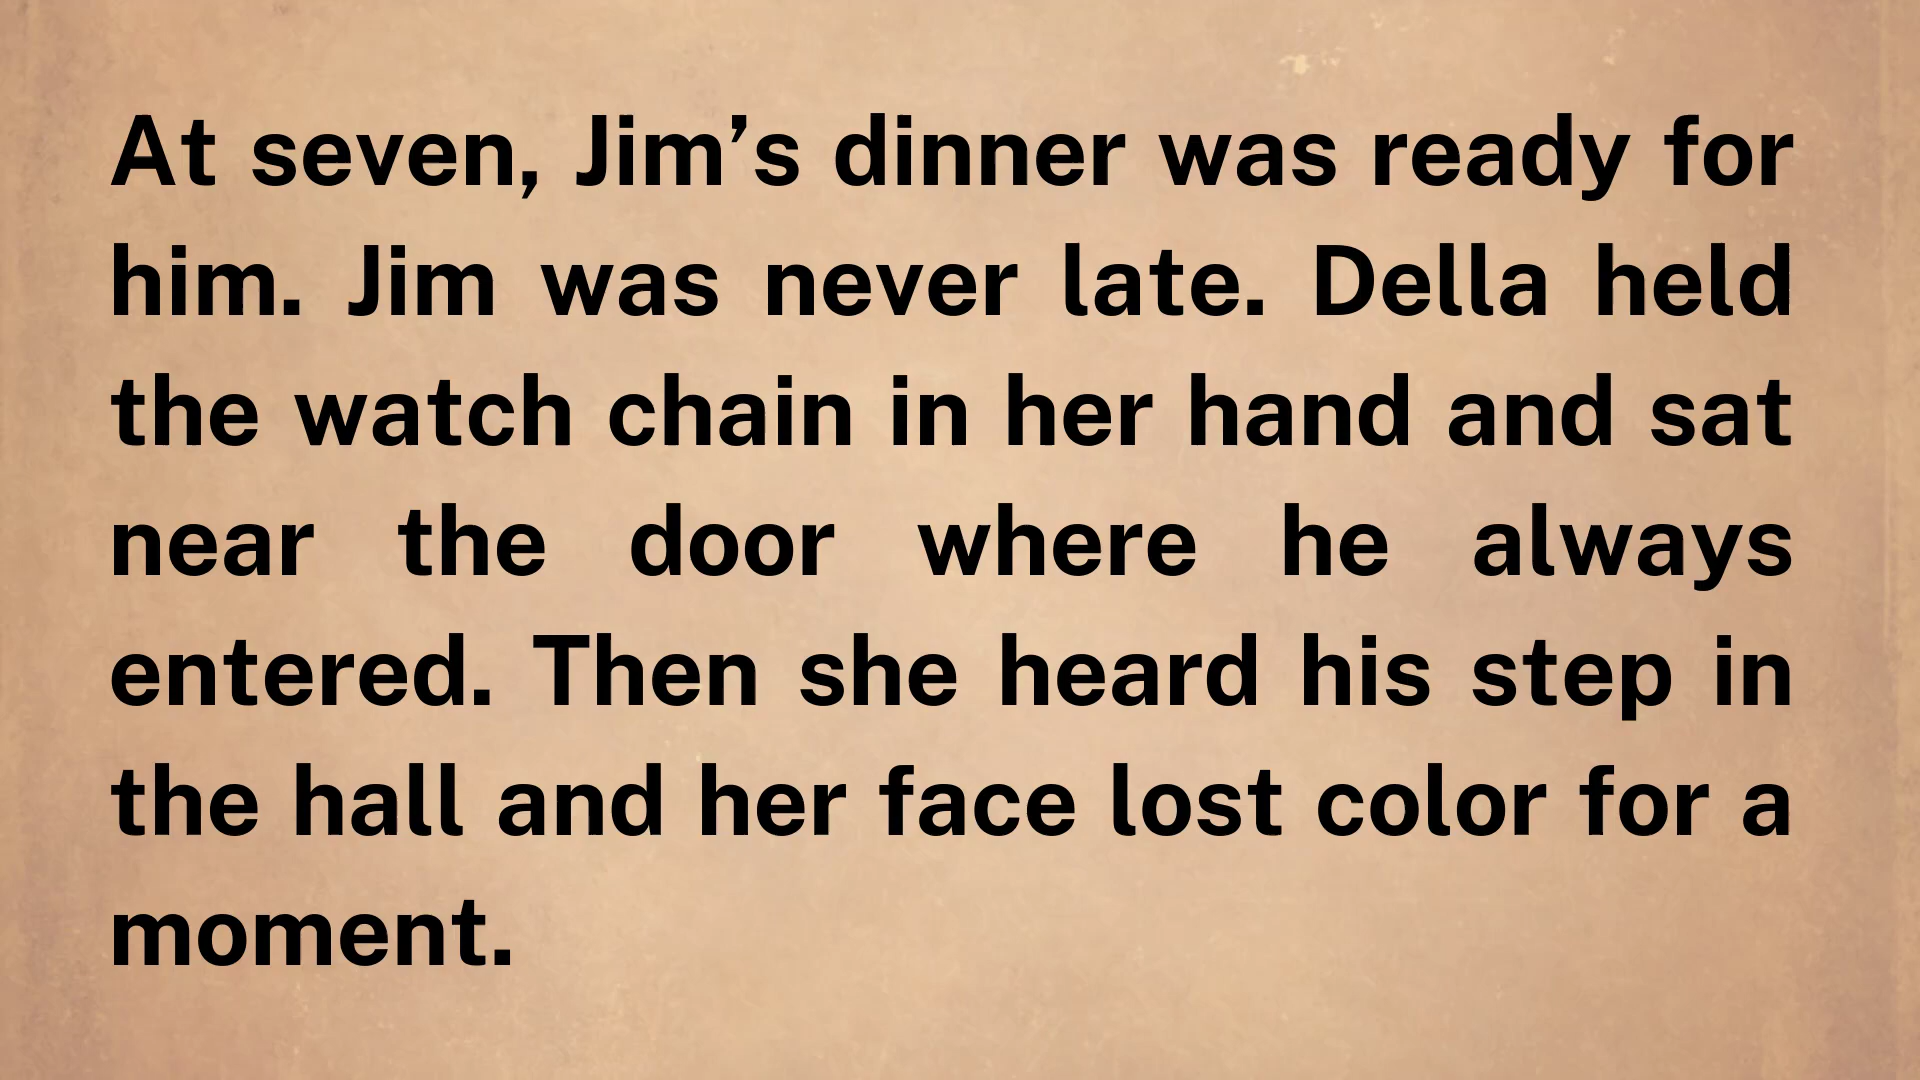 At seven, Jim’s dinner was ready for
him. Jim was never late. Della held
the watch chain in her hand and sat
near the door where he always
entered. Then she heard his step in
the hall and her face lost color for a
moment.